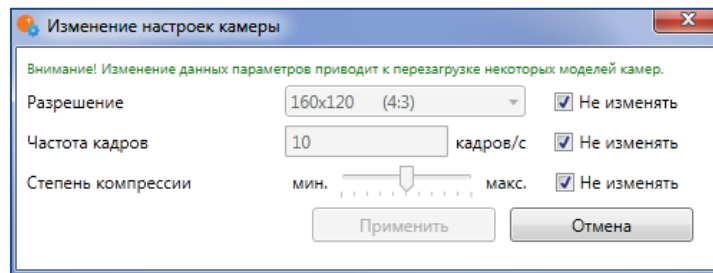 Изменение настроек камеры
Внимание! Изменение данных параметров приводит к перезагрузке некоторых моделей камер.
Разрешение 160x120 (4:3) Не изменять
Частота кадров 10 кадров/с Не изменять
Степень компрессии мин. макс. Не изменять
Применить Отмена